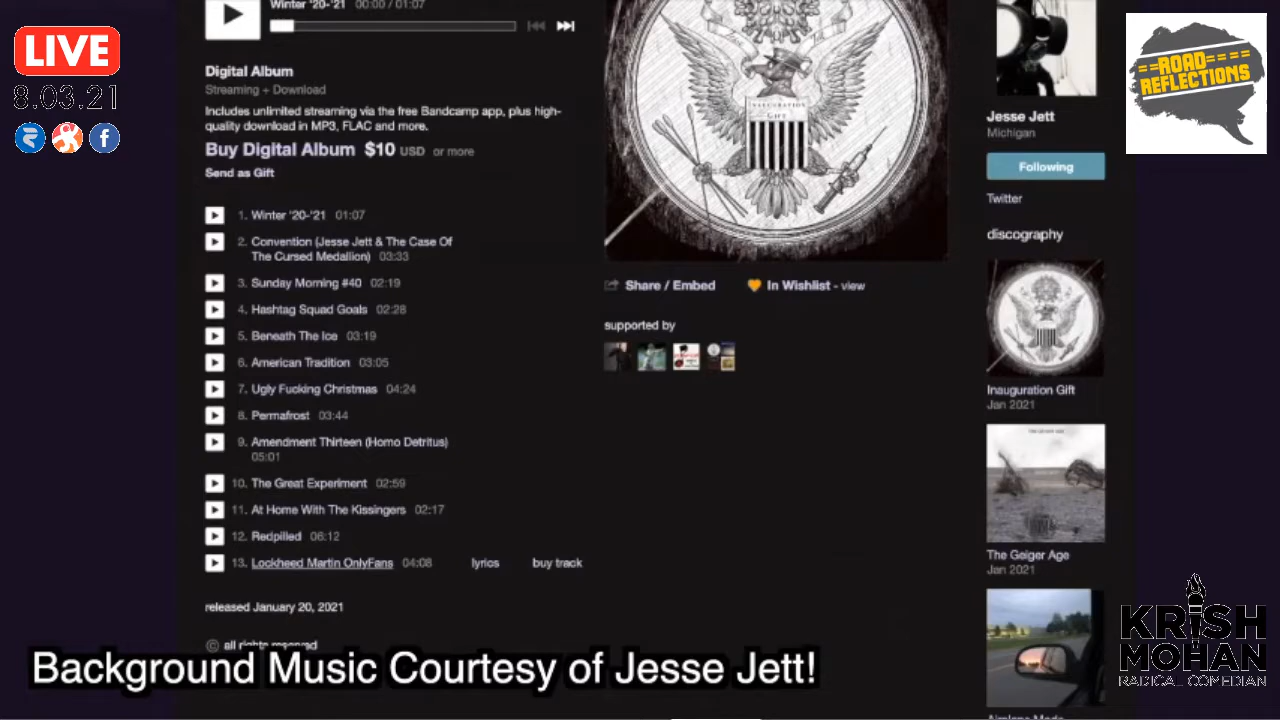 LIVE
8.03.21
Winter '20-'21 00:00 / 01:07
Digital Album
Streaming + Download
Includes unlimited streaming via the free Bandcamp app, plus high-
quality download in MP3, FLAC and more.
Buy Digital Album $10 USD or more
Send as Gift
1. Winter '20-'21 01:07
2. Convention (Jesse Jett & The Case Of
The Cursed Medallion) 03:33
3. Sunday Morning #40 02:19
4. Hashtag Squad Goals 02:28
5. Beneath The Ice 03:19
6. American Tradition 03:05
7. Ugly Fucking Christmas 04:24
8. Permafrost 03:44
9. Amendment Thirteen (Homo Detritus)
05:01
10. The Great Experiment 02:59
11. At Home With The Kissingers 02:17
12. Redpilled 06:12
13. Lockheed Martin OnlyFans 04:08 lyrics buy track
released January 20, 2021
© all rights reserved
INAUGURATION
GIFT
Share / Embed In Wishlist - view
supported by
Jesse Jett
Michigan
Following
Twitter
discography
Inauguration Gift
Jan 2021
The Geiger Age
Jan 2021
Airplane Mode
==ROAD====
REFLECTIONS
KRISH
MOHAN
RADICAL COMEDIAN
Background Music Courtesy of Jesse Jett!